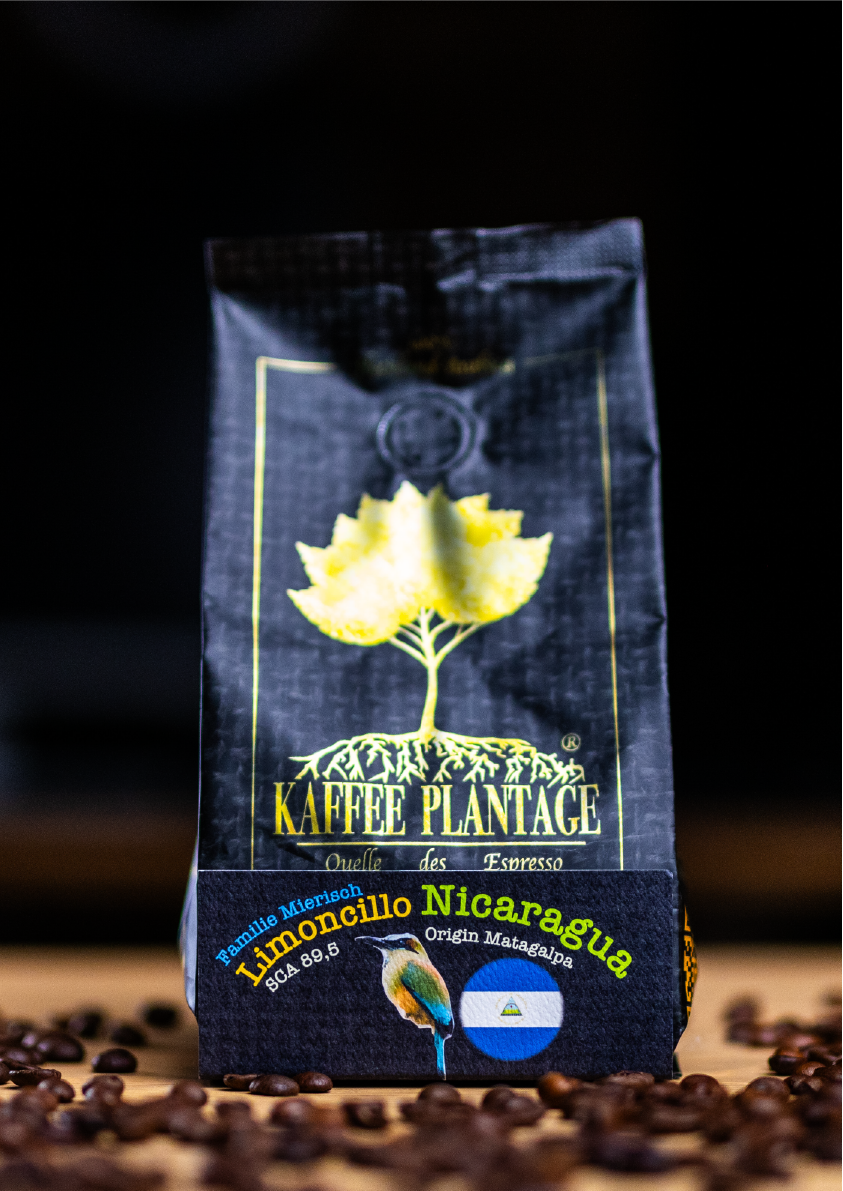 ®
KAFFEE PLANTAGE
Quelle des Espresso
Familie Mierisch
Limoncillo
SCA 89,5
Nicaragua
Origin Matagalpa